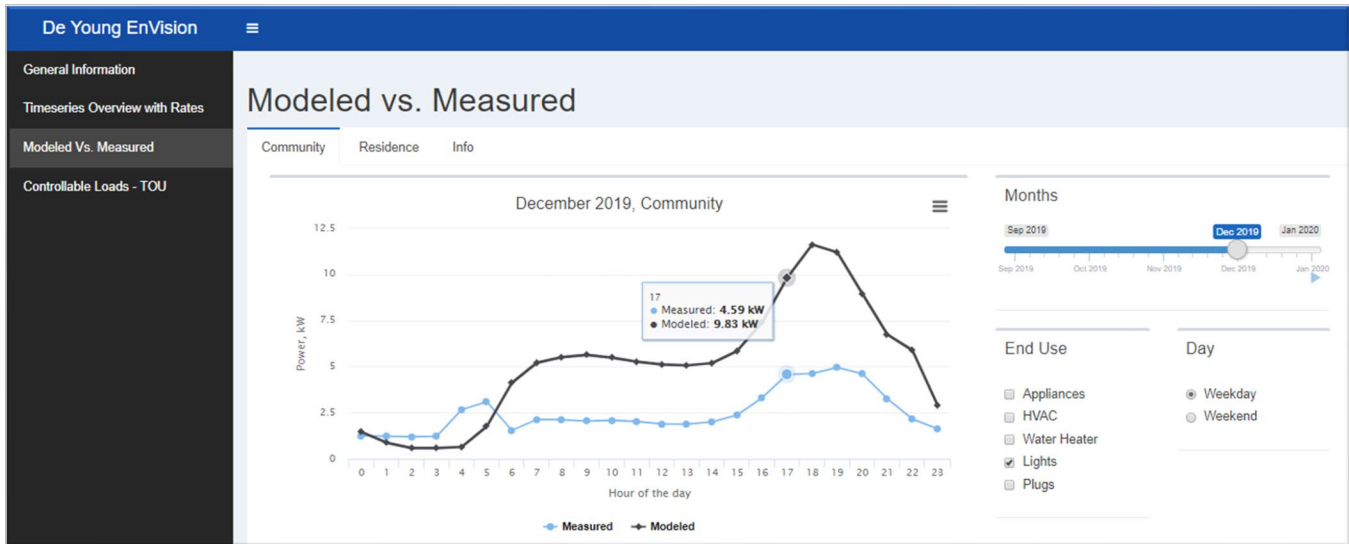 De Young EnVision
General Information
Timeseries Overview with Rates
Modeled Vs. Measured
Controllable Loads - TOU
Modeled vs. Measured
Community Residence Info
December 2019, Community
12.5
10
7.5
5
2.5
0
Power, kW
17
Measured: 4.59 kW
Modeled: 9.83 kW
0 1 2 3 4 5 6 7 8 9 10 11 12 13 14 15 16 17 18 19 20 21 22 23
Hour of the day
Measured Modeled
Months
Sep 2019 Dec 2019 Jan 2020
Sep 2019 Oct 2019 Nov 2019 Dec 2019 Jan 2020
End Use
Appliances
HVAC
Water Heater
Lights
Plugs
Day
Weekday
Weekend